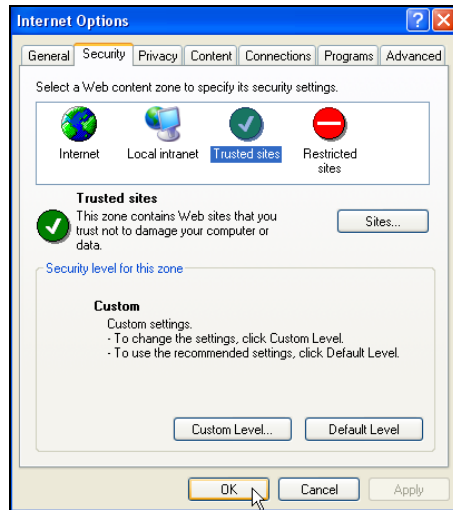 Internet Options
General Security Privacy Content Connections Programs Advanced
Select a Web content zone to specify its security settings.
Internet Local intranet Trusted sites Restricted
sites
Trusted sites
This zone contains Web sites that you
trust not to damage your computer or
data.
Sites...
Security level for this zone
Custom
Custom settings.
- To change the settings, click Custom Level.
- To use the recommended settings, click Default Level.
Custom Level... Default Level
OK Cancel Apply